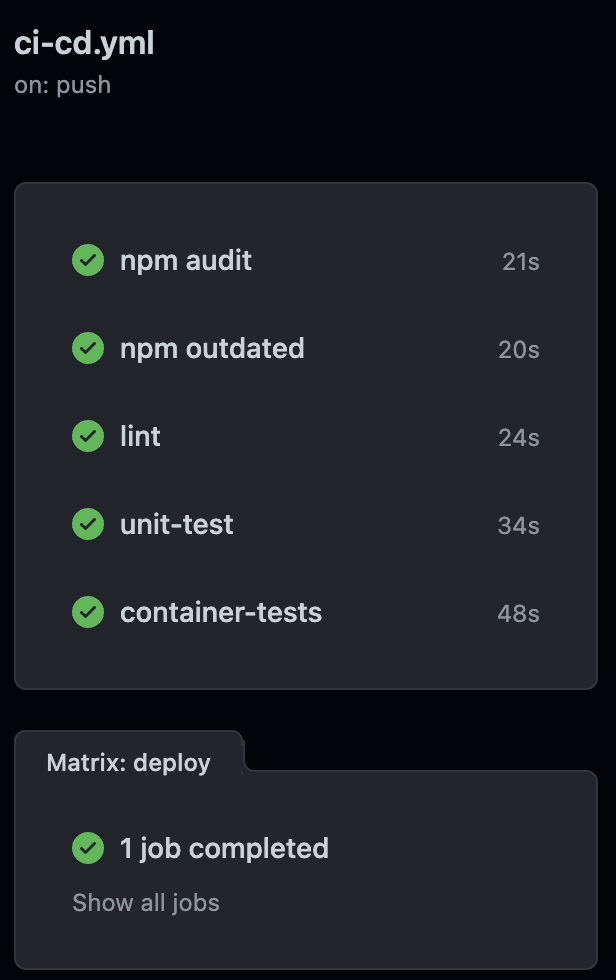 ci-cd.yml
on: push
npm audit 21s
npm outdated 20s
lint 24s
unit-test 34s
container-tests 48s
Matrix: deploy
1 job completed
Show all jobs